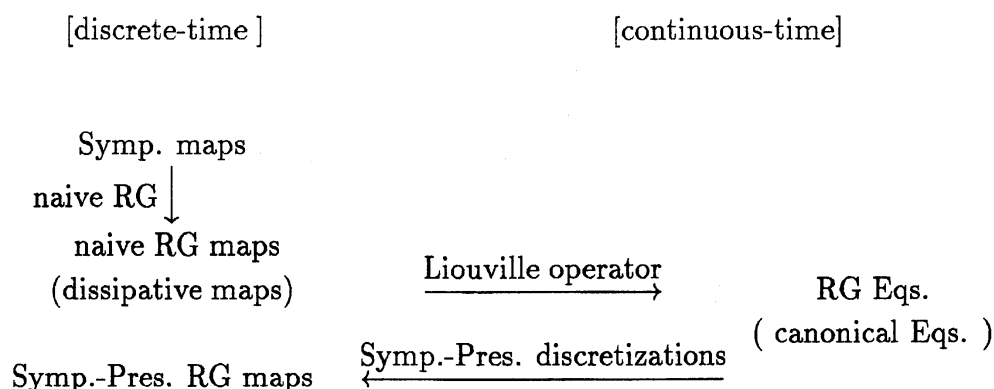 [discrete-time ]
[continuous-time]
Symp. maps
naive RG
naive RG maps
(dissipative maps)
Liouville operator
RG Eqs.
( canonical Eqs. )
Symp.-Pres. discretizations
Symp.-Pres. RG maps